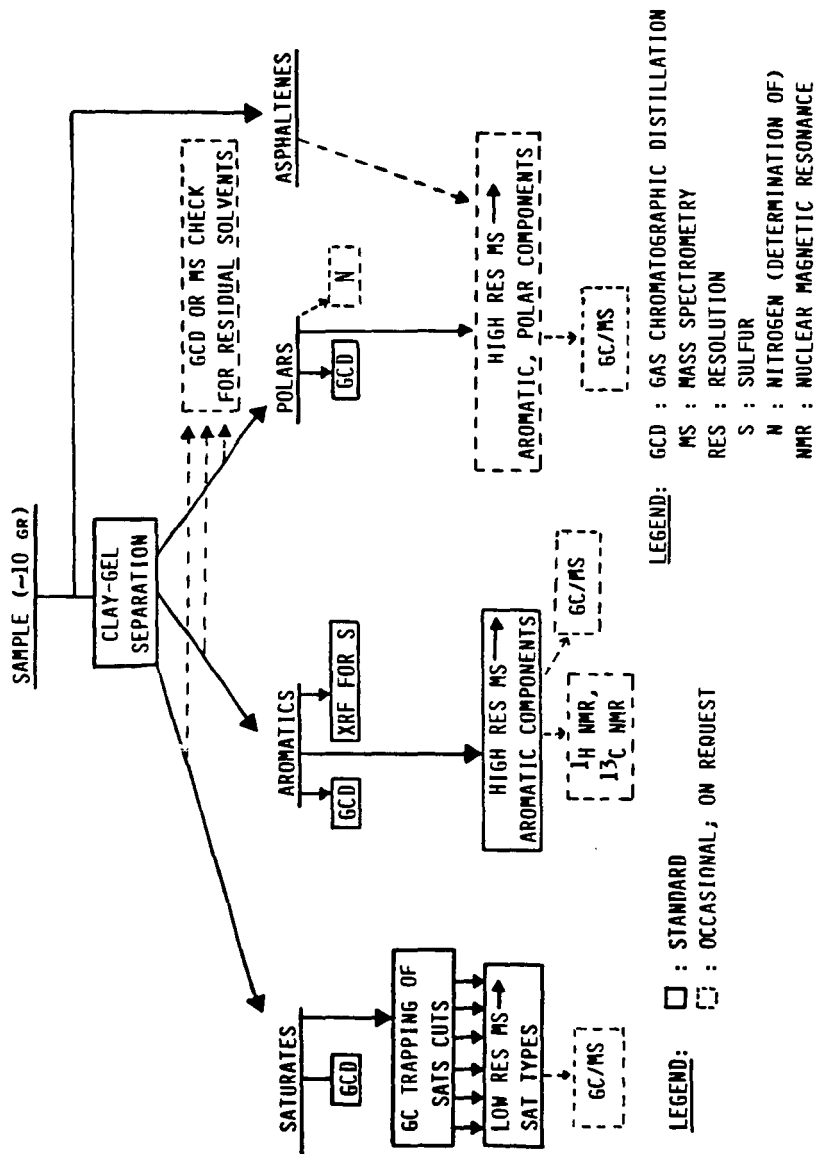 SAMPLE (~10 GR)
CLAY-GEL
SEPARATION
GCD OR MS CHECK
FOR RESIDUAL SOLVENTS
SATURATES
AROMATICS
POLARS
ASPHALTENES
GCD
GCD
XRF FOR S
GCD
N
GC TRAPPING OF
SATS CUTS
LOW RES MS
SAT TYPES
GC/MS
HIGH RES MS
AROMATIC COMPONENTS
1H NMR,
13C NMR
GC/MS
HIGH RES MS
AROMATIC, POLAR COMPONENTS
GC/MS
LEGEND:
: STANDARD
: OCCASIONAL; ON REQUEST
LEGEND: GCD : GAS CHROMATOGRAPHIC DISTILLATION
MS : MASS SPECTROMETRY
RES : RESOLUTION
S : SULFUR
N : NITROGEN (DETERMINATION OF)
NMR : NUCLEAR MAGNETIC RESONANCE